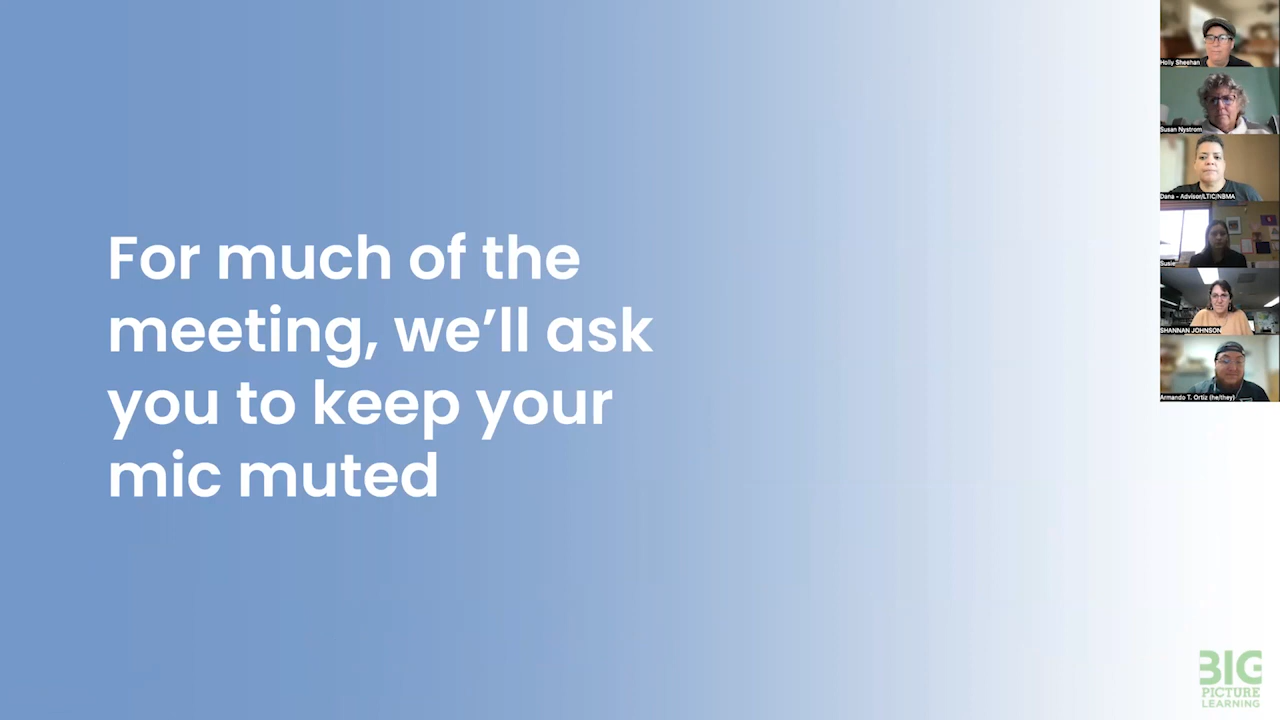 For much of the
meeting, we’ll ask
you to keep your
mic muted
Holly Sheehan
Susan Nystrom
Dana - Advisor/LTIC/NBMA
Susie
SHANNAN JOHNSON
Armando T. Ortiz (he/they)
BIG
PICTURE
LEARNING